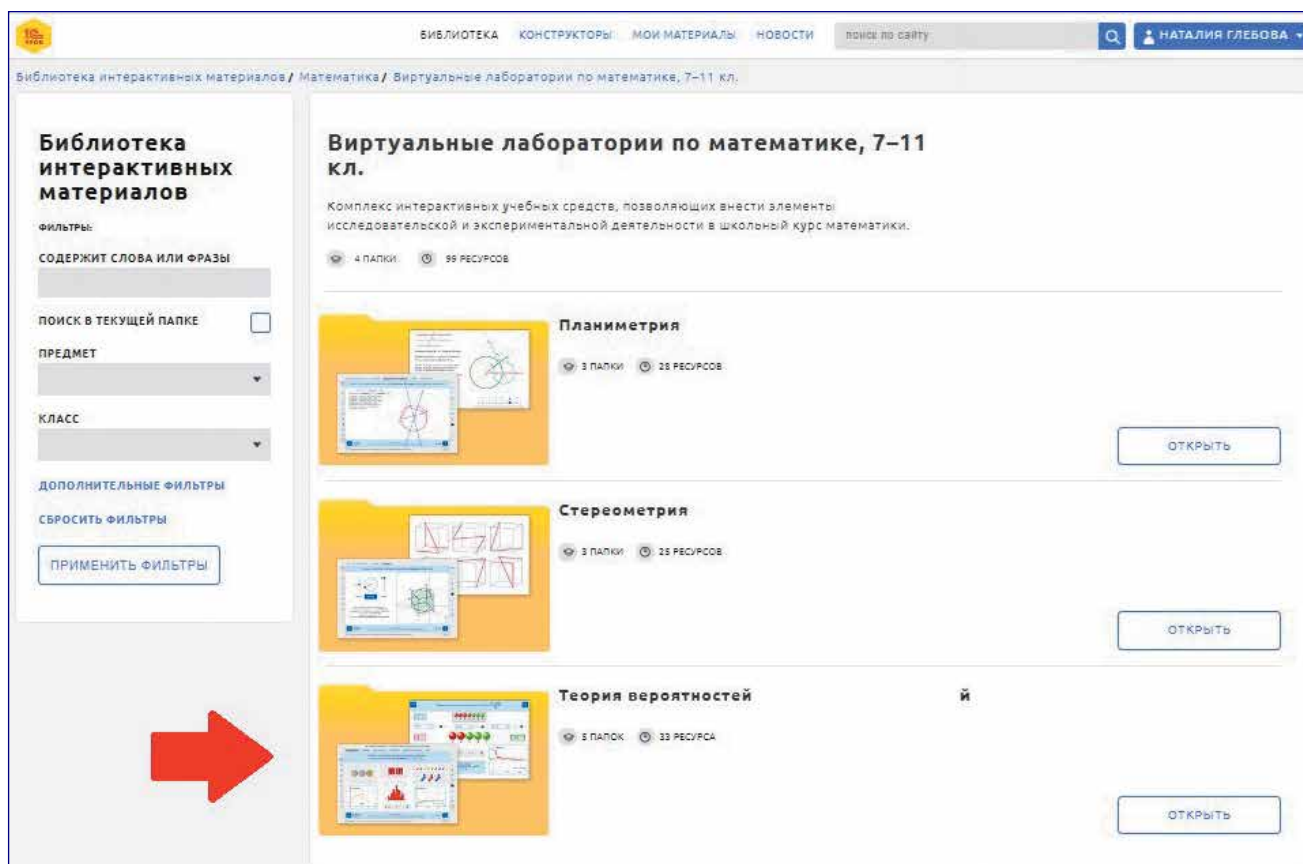 1С:
УРОК
БИБЛИОТЕКА КОНСТРУКТОРЫ МОИ МАТЕРИАЛЫ НОВОСТИ поиск по сайту НАТАЛИЯ ГЛЕБОВА
Библиотека интерактивных материалов / Математика / Виртуальные лаборатории по математике, 7–11 кл.
Библиотека
интерактивных
материалов
ФИЛЬТРЫ:
СОДЕРЖИТ СЛОВА ИЛИ ФРАЗЫ
ПОИСК В ТЕКУЩЕЙ ПАПКЕ
ПРЕДМЕТ
КЛАСС
ДОПОЛНИТЕЛЬНЫЕ ФИЛЬТРЫ
СБРОСИТЬ ФИЛЬТРЫ
ПРИМЕНИТЬ ФИЛЬТРЫ
Виртуальные лаборатории по математике, 7–11
кл.
Комплекс интерактивных учебных средств, позволяющих внести элементы
исследовательской и экспериментальной деятельности в школьный курс математики.
4 ПАПКИ 99 РЕСУРСОВ
Планиметрия
3 ПАПКИ 28 РЕСУРСОВ
ОТКРЫТЬ
Стереометрия
3 ПАПКИ 25 РЕСУРСОВ
ОТКРЫТЬ
Теория вероятностей й
5 ПАПОК 33 РЕСУРСА
ОТКРЫТЬ